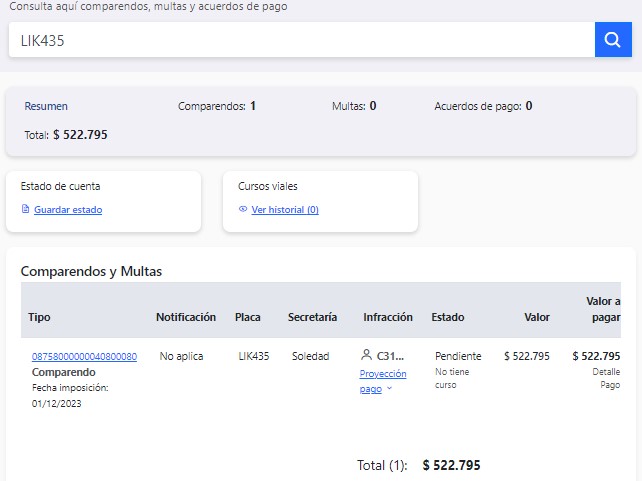 Consulta aquí comparendos, multas y acuerdos de pago
LIK435
Resumen Comparendos: 1 Multas: 0 Acuerdos de pago: 0
Total: $ 522.795
Estado de cuenta Cursos viales
Guardar estado Ver historial (0)
Comparendos y Multas
Tipo Notificación Placa Secretaría Infracción Estado Valor Valor a pagar
08758000000040800080 No aplica LIK435 Soledad C31... Pendiente $ 522.795 $ 522.795
Comparendo Proyección No tiene Detalle
Fecha imposición: pago curso Pago
01/12/2023
Total (1): $ 522.795